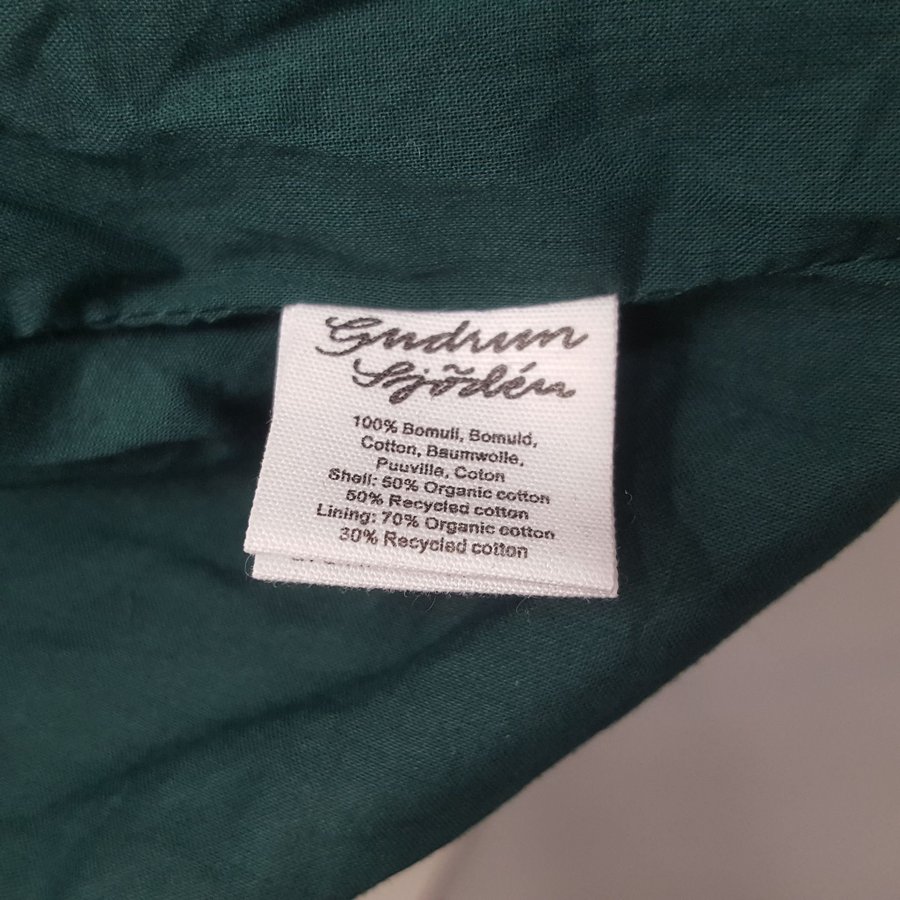 Gudrun
Sjödén
100% Bomull, Bomuld,
Cotton, Baumwolle,
Puuvilla, Coton
Shell: 50% Organic cotton
50% Recycled cotton
Lining: 70% Organic cotton
30% Recycled cotton